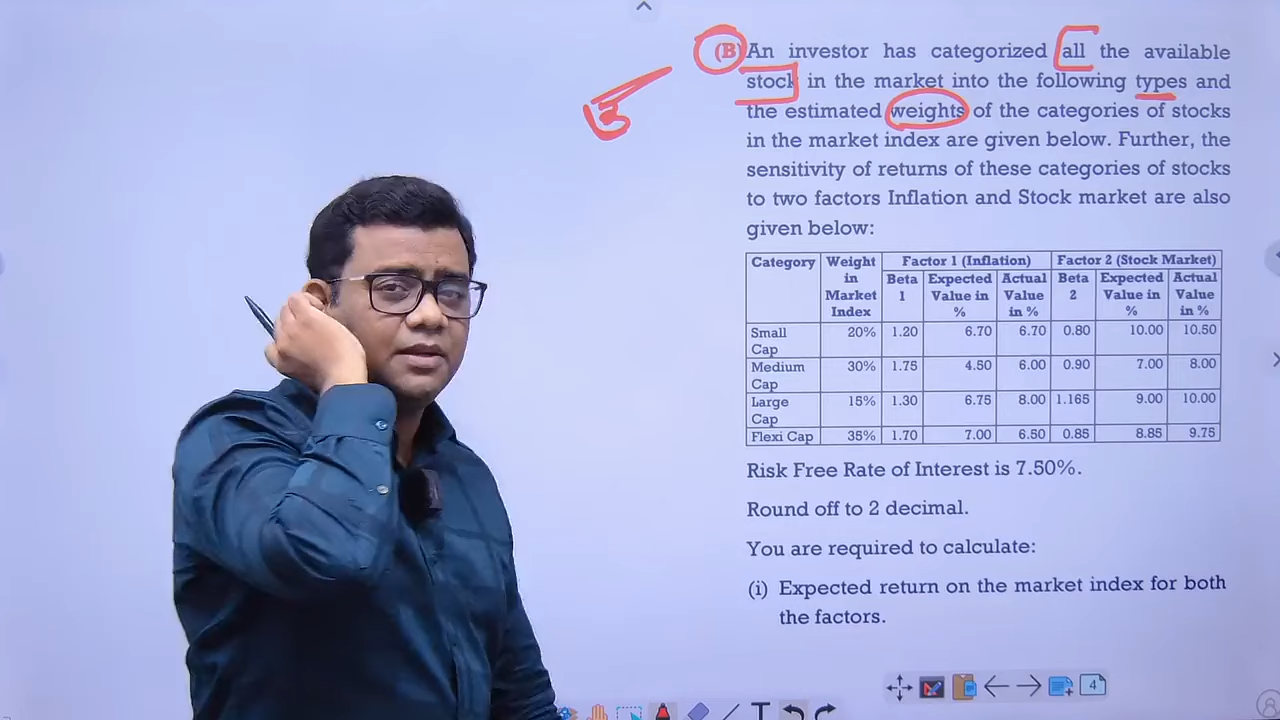 (B) An investor has categorized all the available
stock in the market into the following types and
the estimated weights of the categories of stocks
in the market index are given below. Further, the
sensitivity of returns of these categories of stocks
to two factors Inflation and Stock market are also
given below:
Category Weight in Market Index Factor 1 (Inflation) Factor 2 (Stock Market)
Beta 1 Expected Value in % Actual Value in % Beta 2 Expected Value in % Actual Value in %
Small Cap 20% 1.20 6.70 6.70 0.80 10.00 10.50
Medium Cap 30% 1.75 4.50 6.00 0.90 7.00 8.00
Large Cap 15% 1.30 6.75 8.00 1.165 9.00 10.00
Flexi Cap 35% 1.70 7.00 6.50 0.85 8.85 9.75
Risk Free Rate of Interest is 7.50%.
Round off to 2 decimal.
You are required to calculate:
(i) Expected return on the market index for both
the factors.
4
T